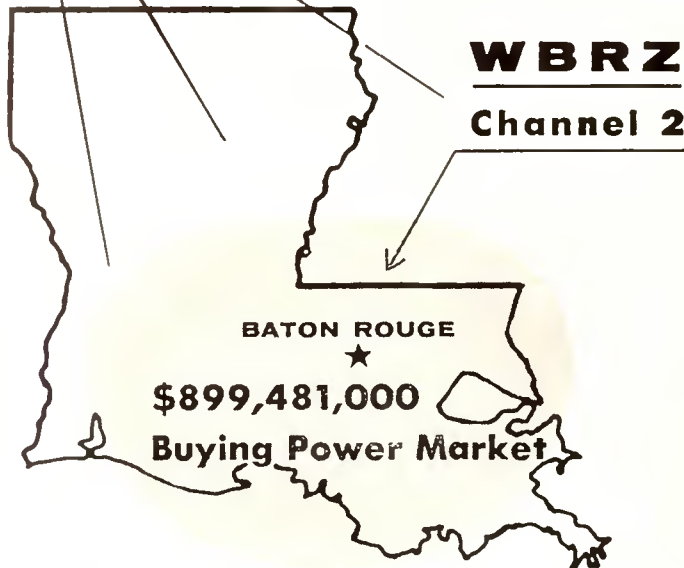 WBRZ
Channel 2
BATON ROUGE
$899,481,000
Buying Power Market